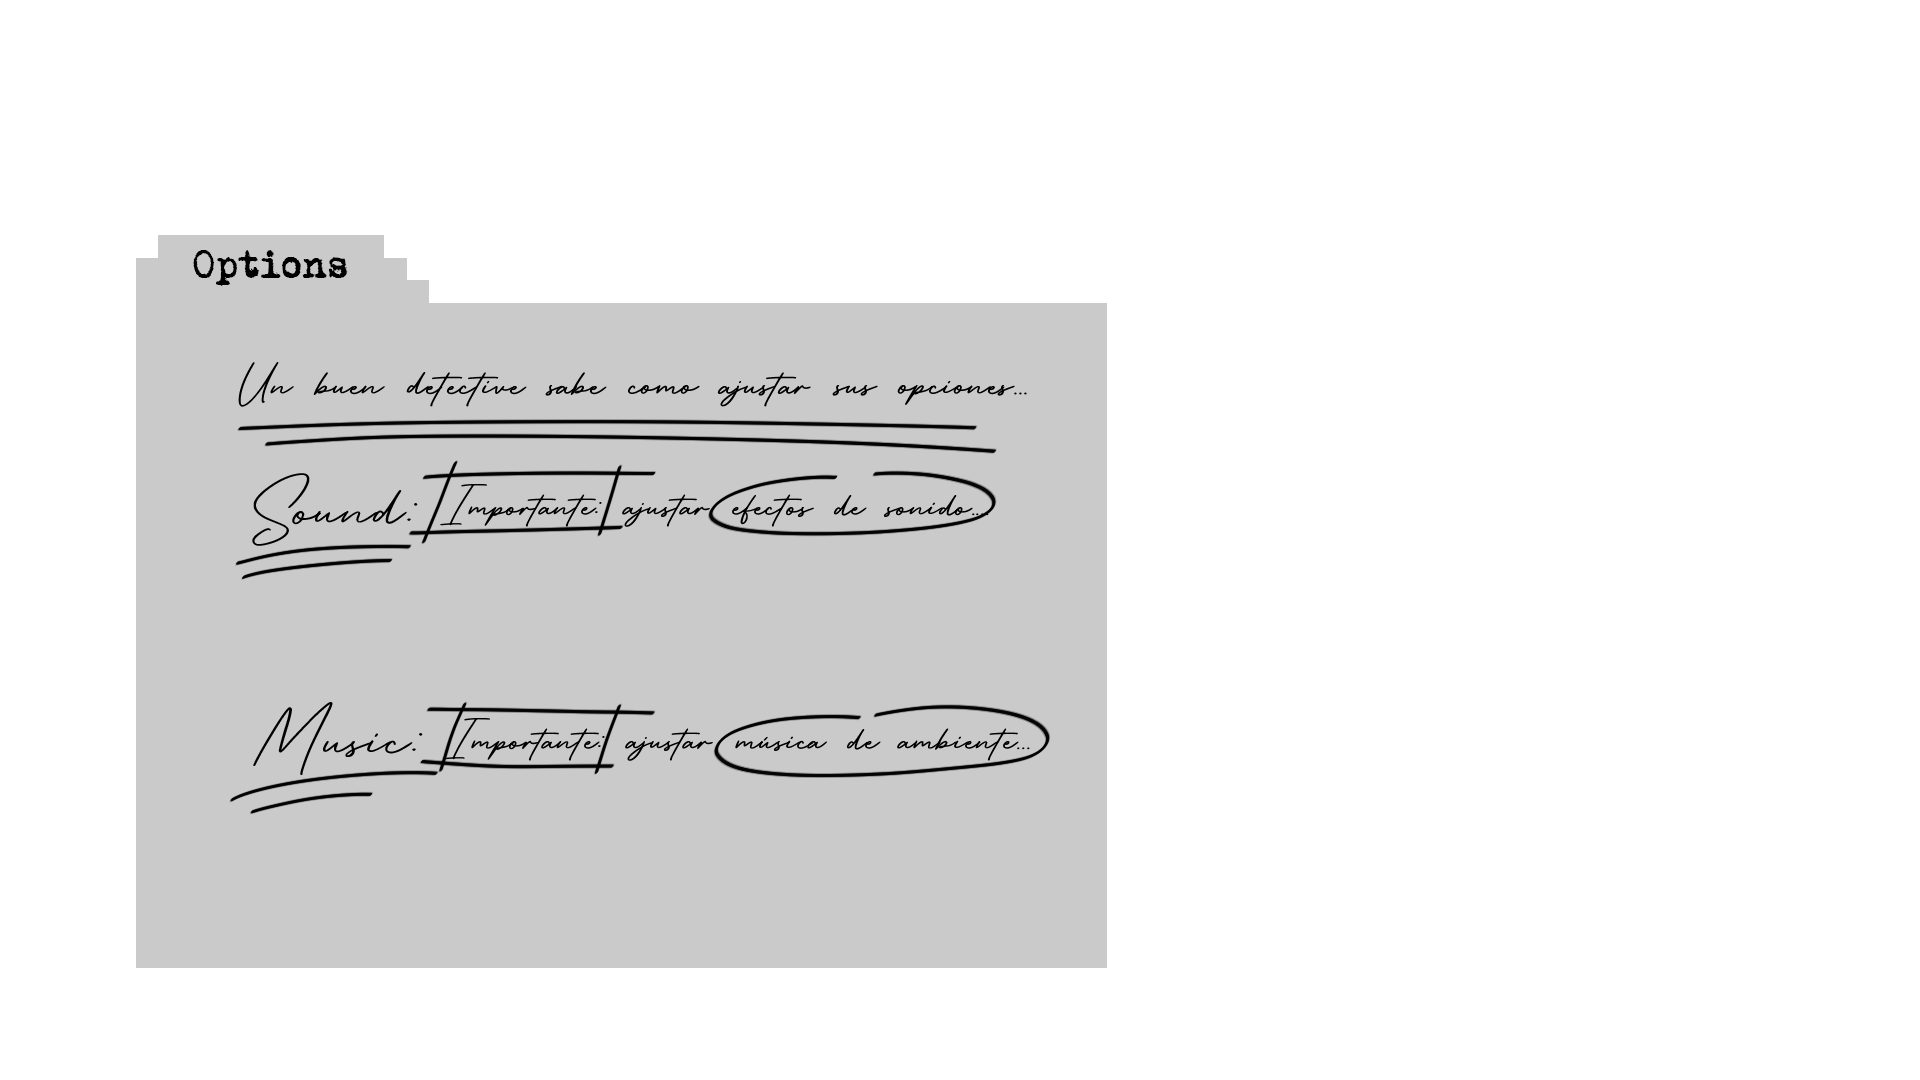 Options
Un buen detective sabe como ajustar sus opciones...
Sound: Importante: ajustar efectos de sonido...
Music: Importante: ajustar música de ambiente...